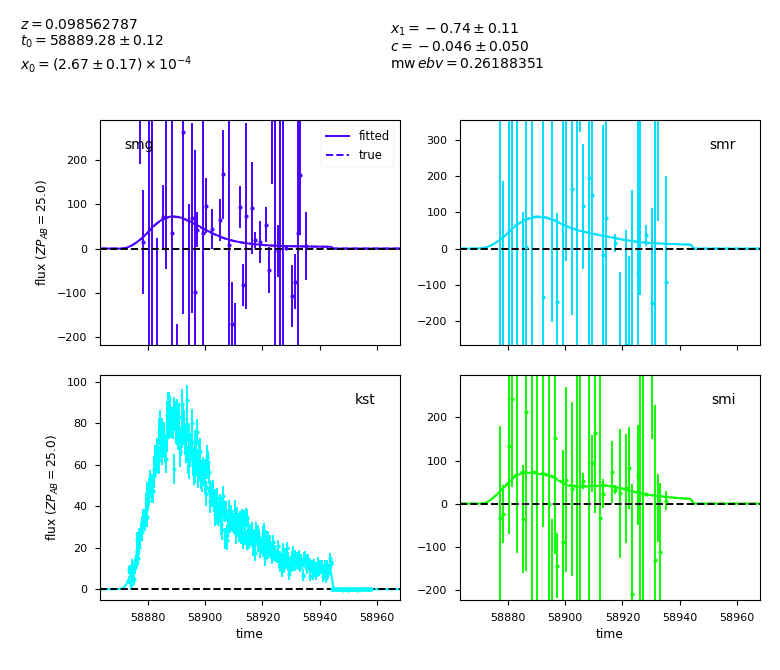 z = 0.098562787
t₀ = 58889.28 ± 0.12
x₀ = (2.67 ± 0.17) × 10⁻⁴
x₁ = −0.74 ± 0.11
c = −0.046 ± 0.050
mw ebv = 0.26188351
smg
fitted
true
200
100
0
−100
−200
flux (ZP_AB = 25.0)
smr
300
200
100
0
−100
−200
kst
100
80
60
40
20
0
flux (ZP_AB = 25.0)
58880 58900 58920 58940 58960
time
smi
200
100
0
−100
−200
58880 58900 58920 58940 58960
time